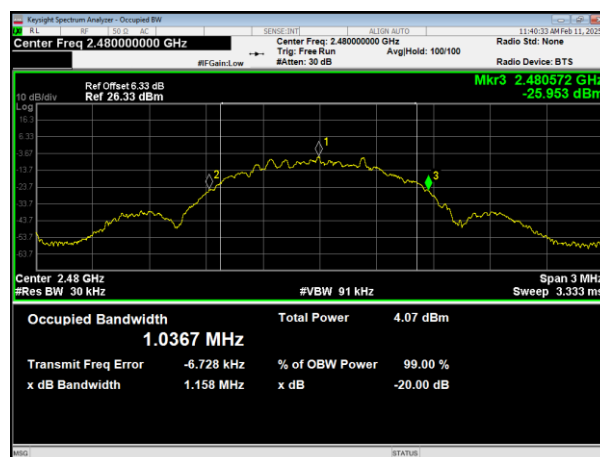 Keysight Spectrum Analyzer - Occupied BW
RL RF 50 Ω AC SENSE:INT ALIGN AUTO 11:40:33 AM Feb 11, 2025
Center Freq 2.480000000 GHz Center Freq: 2.480000000 GHz Radio Std: None
Trig: Free Run Avg|Hold: 100/100
#IFGain:Low #Atten: 30 dB Radio Device: BTS
Mkr3 2.480572 GHz
-25.953 dBm
Ref Offset 6.33 dB
10 dB/div Ref 26.33 dBm
Log
16.3
6.33
-3.67
-13.7
-23.7
-33.7
-43.7
-53.7
-63.7
1
2
3
Center 2.48 GHz Span 3 MHz
#Res BW 30 kHz #VBW 91 kHz Sweep 3.333 ms
Occupied Bandwidth Total Power 4.07 dBm
1.0367 MHz
Transmit Freq Error -6.728 kHz % of OBW Power 99.00 %
x dB Bandwidth 1.158 MHz x dB -20.00 dB
MSG STATUS